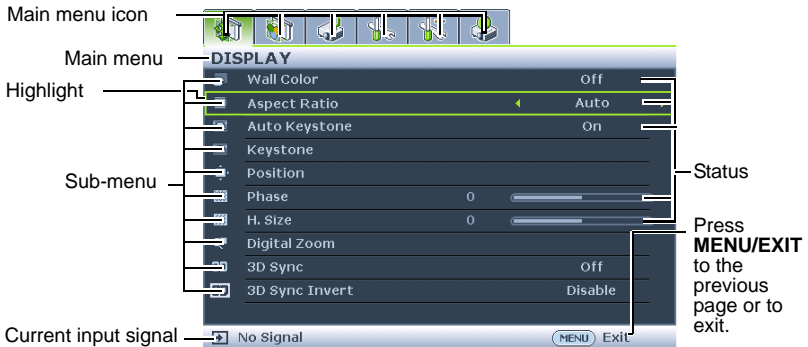 Main menu icon
Main menu
DISPLAY
Highlight
Sub-menu
Wall Color Off
Aspect Ratio Auto
Auto Keystone On
Keystone
Position
Phase 0
H. Size 0
Digital Zoom
3D Sync Off
3D Sync Invert Disable
Status
Press
MENU/EXIT
to the
previous
page or to
exit.
Current input signal
No Signal
MENU Exit